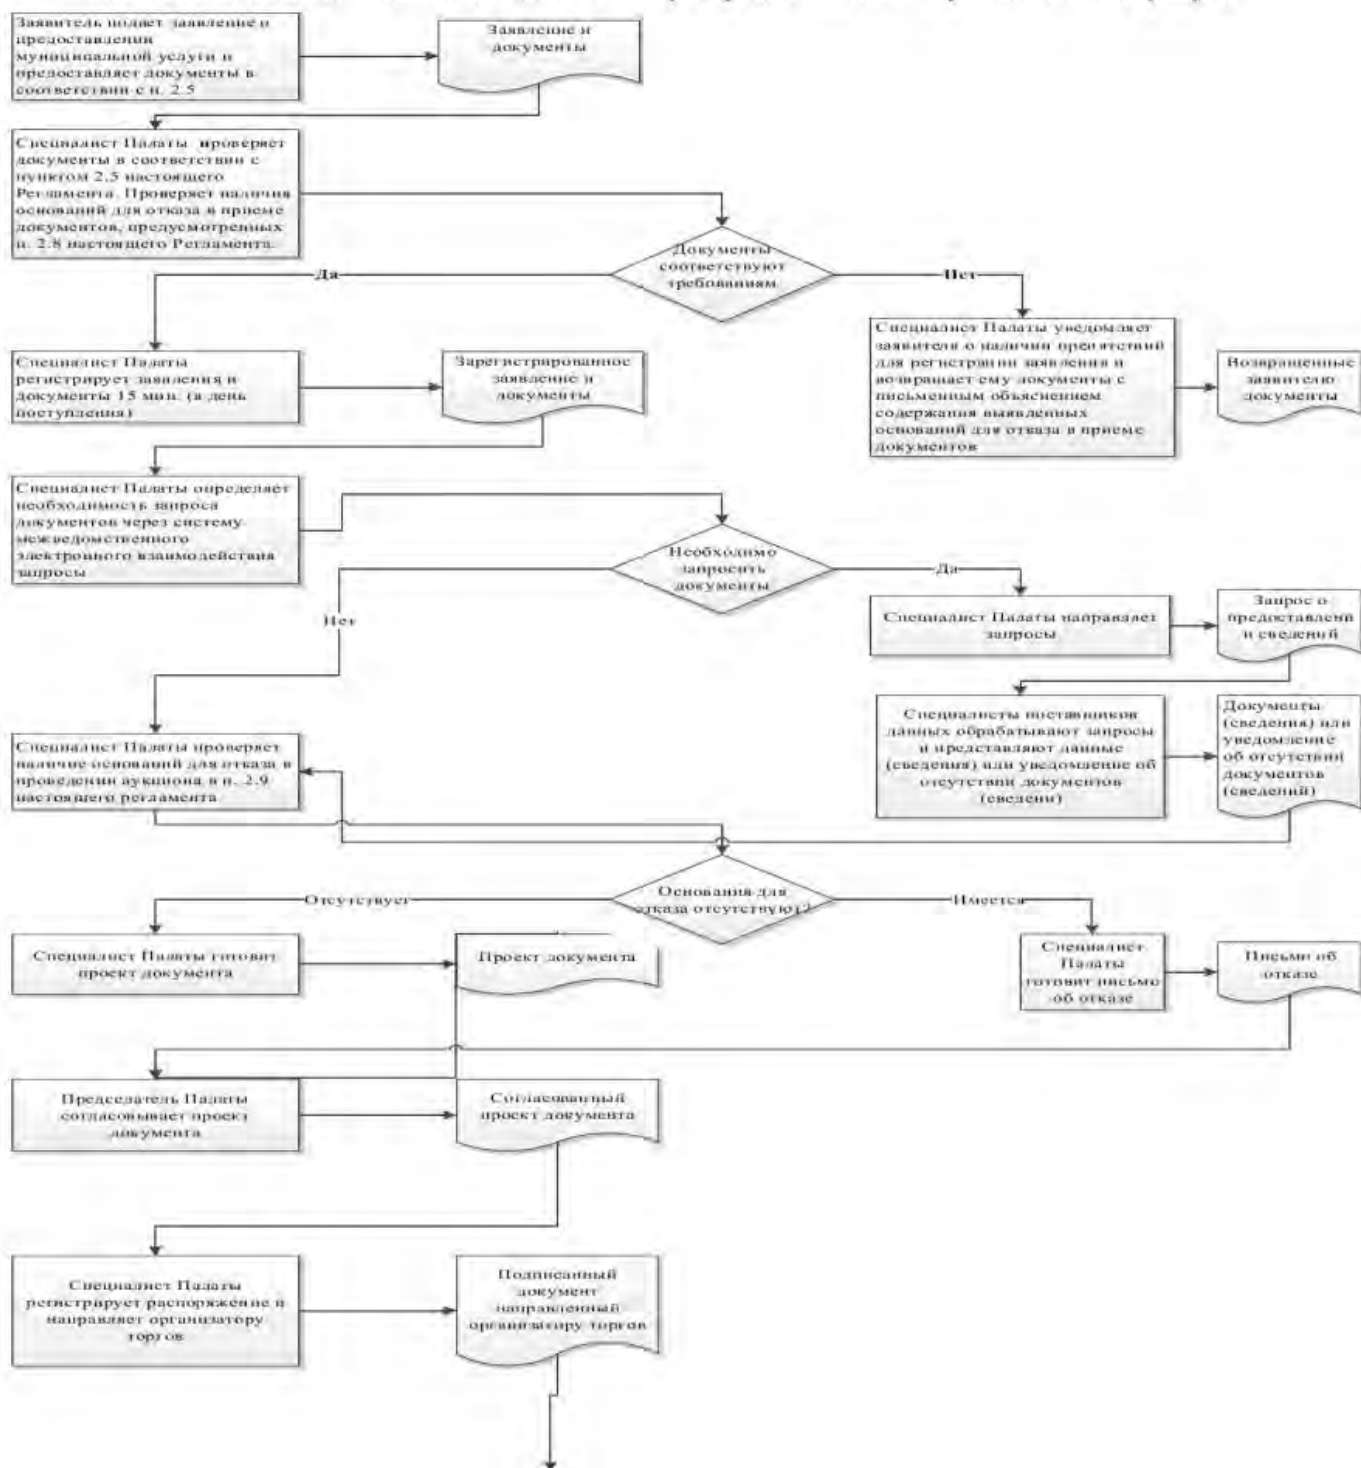 Заявитель подает заявление о
предоставлении
муниципальной услуги и
предоставляет документы в
соответствии с п. 2.5
Заявление и
документы
Специалист Палаты проверяет
документы в соответствии с
пунктом 2.5 настоящего
Регламента. Проверяет наличия
оснований для отказа в приеме
документов, предусмотренных
п. 2.8 настоящего Регламента.
Документы
соответствуют
требованиям
Да
Нет
Специалист Палаты
регистрирует заявления и
документы 15 мин. (в день
поступления)
Зарегистрированное
заявление и
документы
Специалист Палаты уведомляет
заявителя о наличии препятствий
для регистрации заявления и
возвращает ему документы с
письменным объяснением
содержания выявленных
оснований для отказа в приеме
документов
Возвращенные
заявителю
документы
Специалист Палаты определяет
необходимость запроса
документов через систему
межведомственного
электронного взаимодействия
запросы
Необходимо
запросить
документы
Да
Нет
Специалист Палаты направляет
запросы
Запрос о
предоставлени
и сведений
Специалисты поставщиков
данных обрабатывают запросы
и представляют данные
(сведения) или уведомление об
отсутствии документов
(сведени)
Документы
(сведения) или
уведомление
об отсутствии
документов
(сведений)
Специалист Палаты проверяет
наличие оснований для отказа в
проведении аукциона в п. 2.9
настоящего регламента
Основания для
отказа отсутствуют?
Отсутствует
Имеется
Специалист Палаты готовит
проект документа
Проект документа
Специалист
Палаты
готовит письмо
об отказе
Письмо об
отказе
Председатель Палаты
согласовывает проект
документа
Согласованный
проект документа
Специалист Палаты
регистрирует распоряжение и
направляет организатору
торгов
Подписанный
документ
направленный
организатору торгов